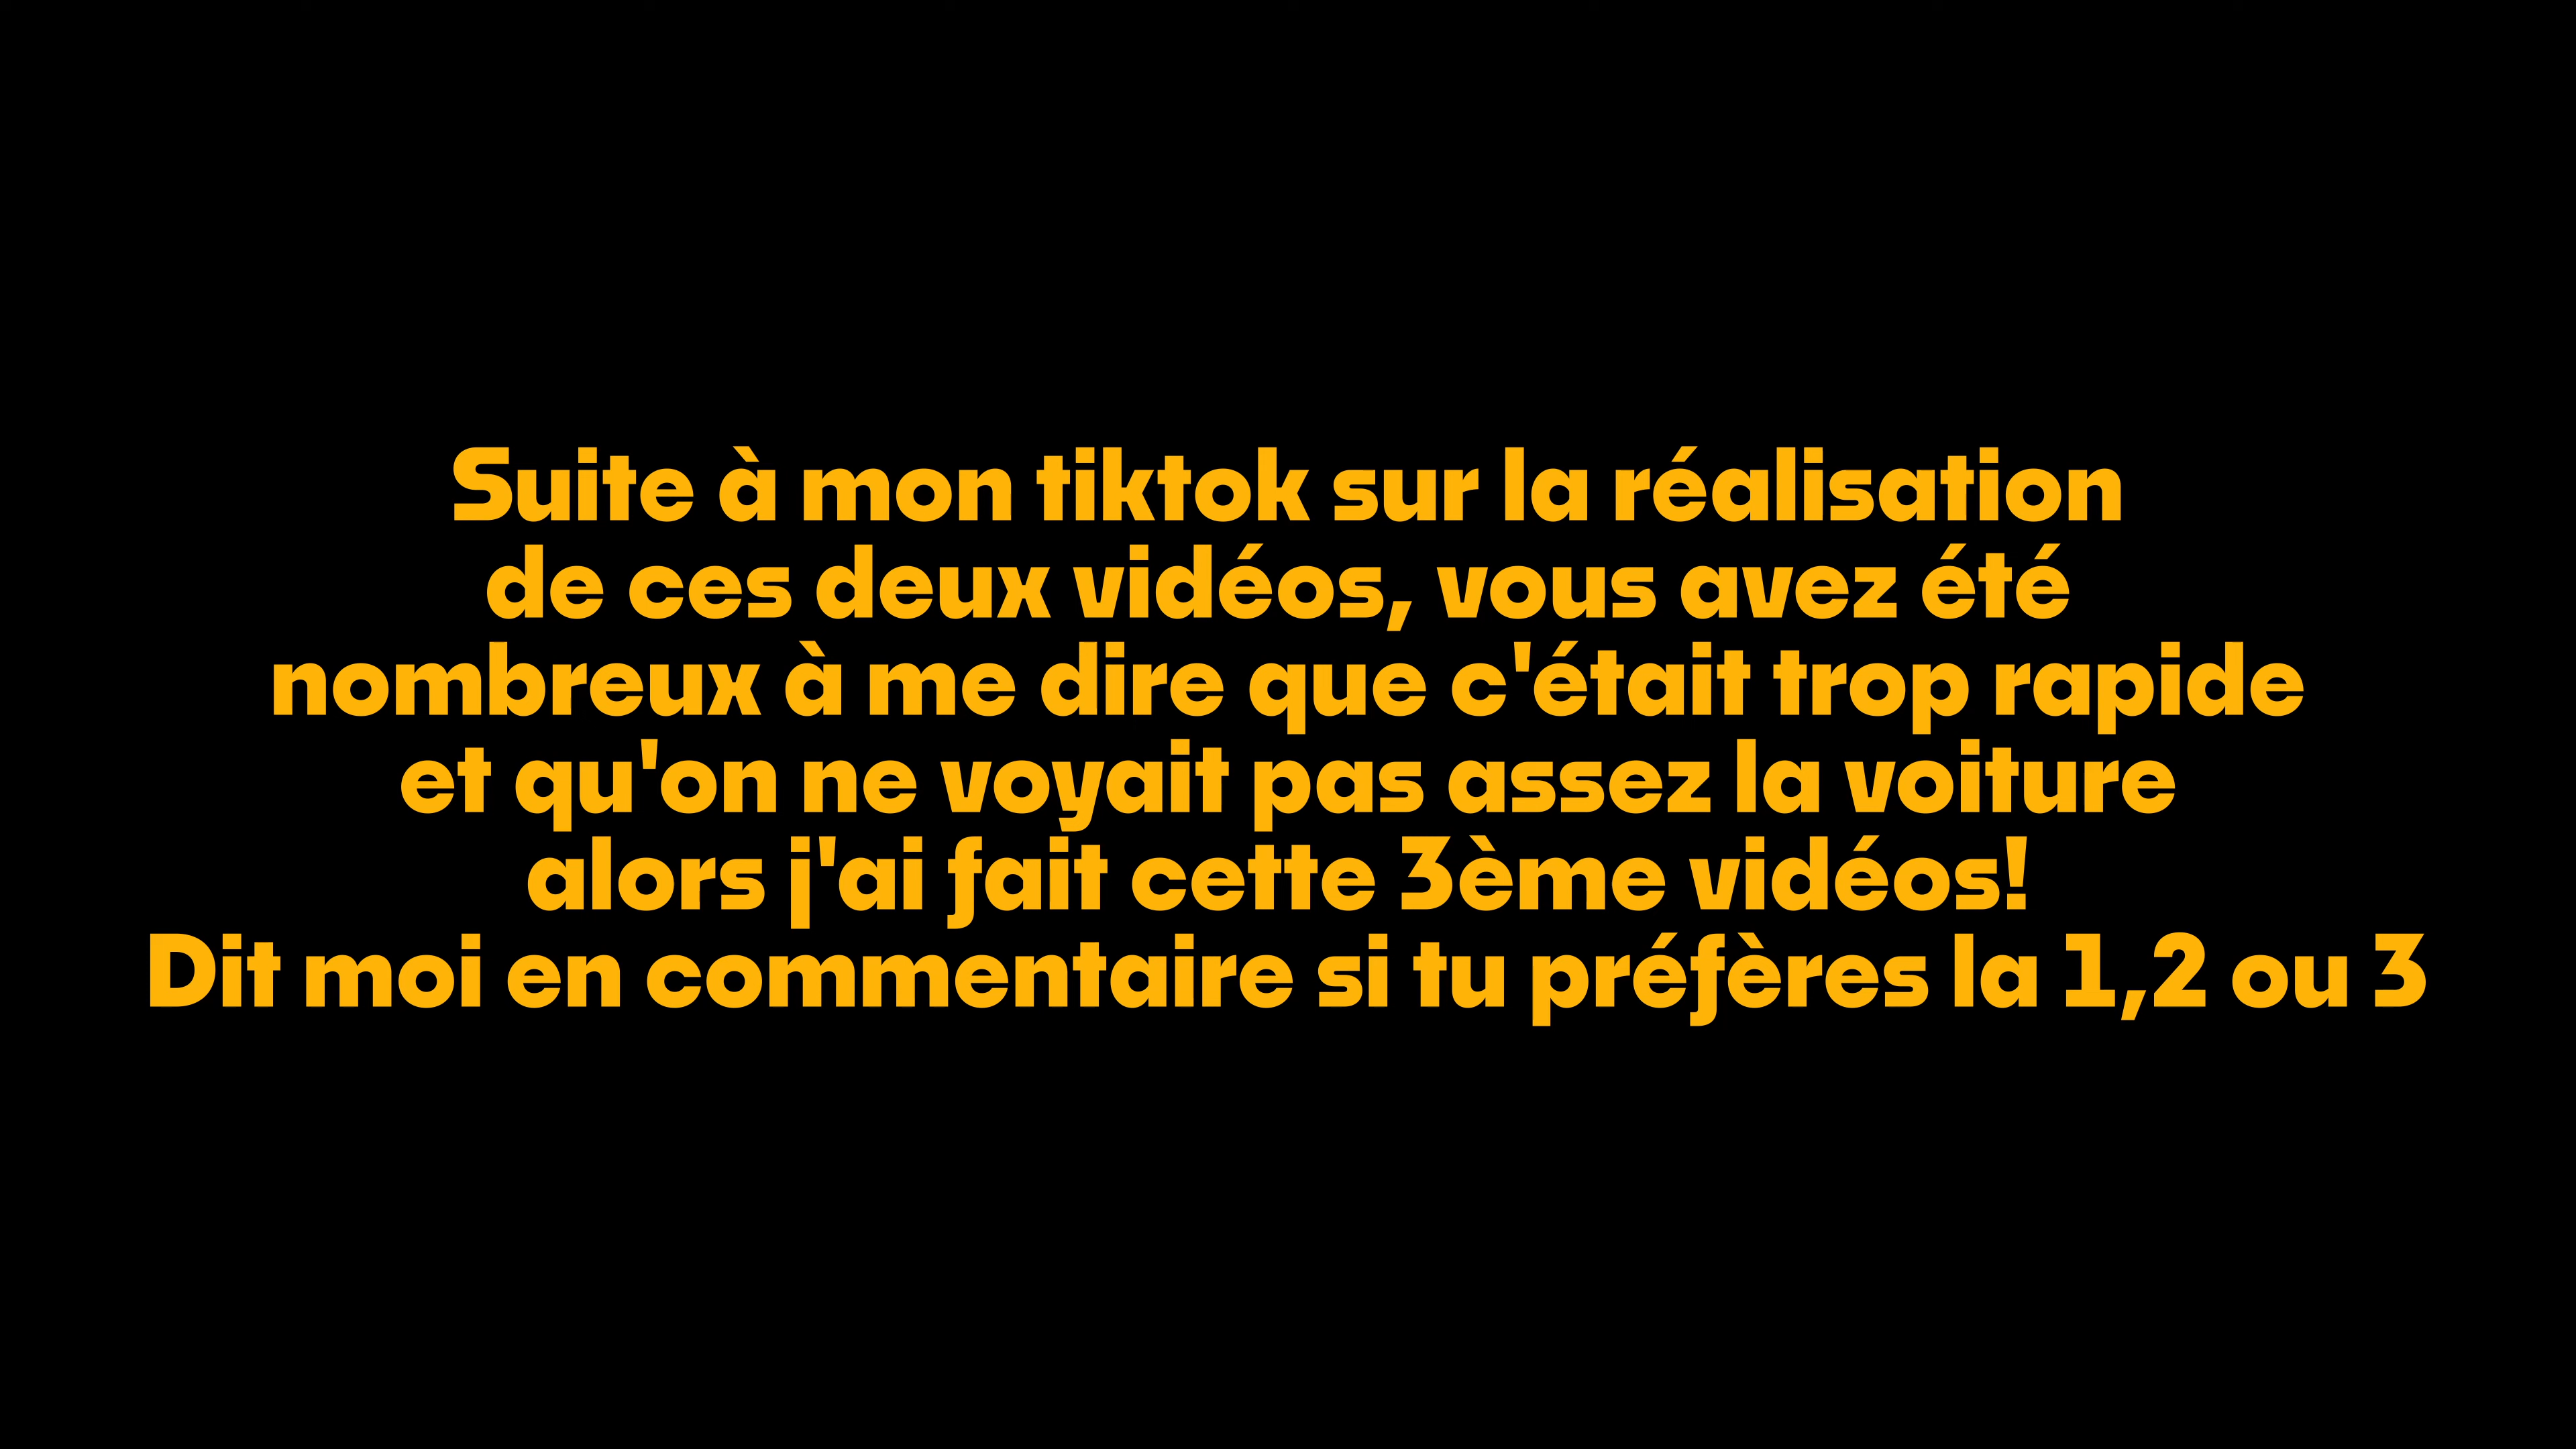 Suite à mon tiktok sur la réalisation
de ces deux vidéos, vous avez été
nombreux à me dire que c'était trop rapide
et qu'on ne voyait pas assez la voiture
alors j'ai fait cette 3ème vidéos!
Dit moi en commentaire si tu préfères la 1,2 ou 3